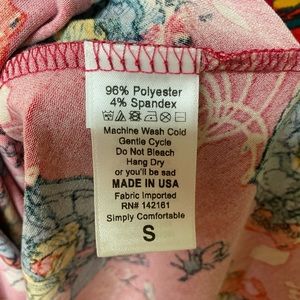 96% Polyester
4% Spandex
Machine Wash Cold
Gentle Cycle
Do Not Bleach
Hang Dry
or you'll be sad
MADE IN USA
Fabric Imported
RN# 142161
Simply Comfortable
S